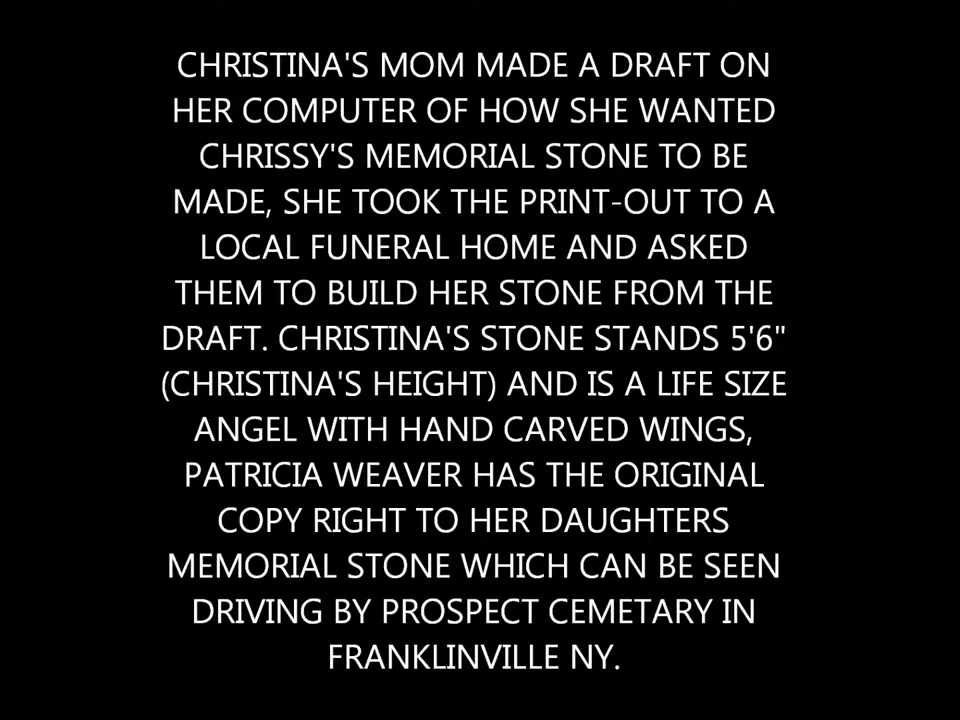 CHRISTINA'S MOM MADE A DRAFT ON
HER COMPUTER OF HOW SHE WANTED
CHRISSY'S MEMORIAL STONE TO BE
MADE, SHE TOOK THE PRINT-OUT TO A
LOCAL FUNERAL HOME AND ASKED
THEM TO BUILD HER STONE FROM THE
DRAFT. CHRISTINA'S STONE STANDS 5'6"
(CHRISTINA'S HEIGHT) AND IS A LIFE SIZE
ANGEL WITH HAND CARVED WINGS,
PATRICIA WEAVER HAS THE ORIGINAL
COPY RIGHT TO HER DAUGHTERS
MEMORIAL STONE WHICH CAN BE SEEN
DRIVING BY PROSPECT CEMETARY IN
FRANKLINVILLE NY.